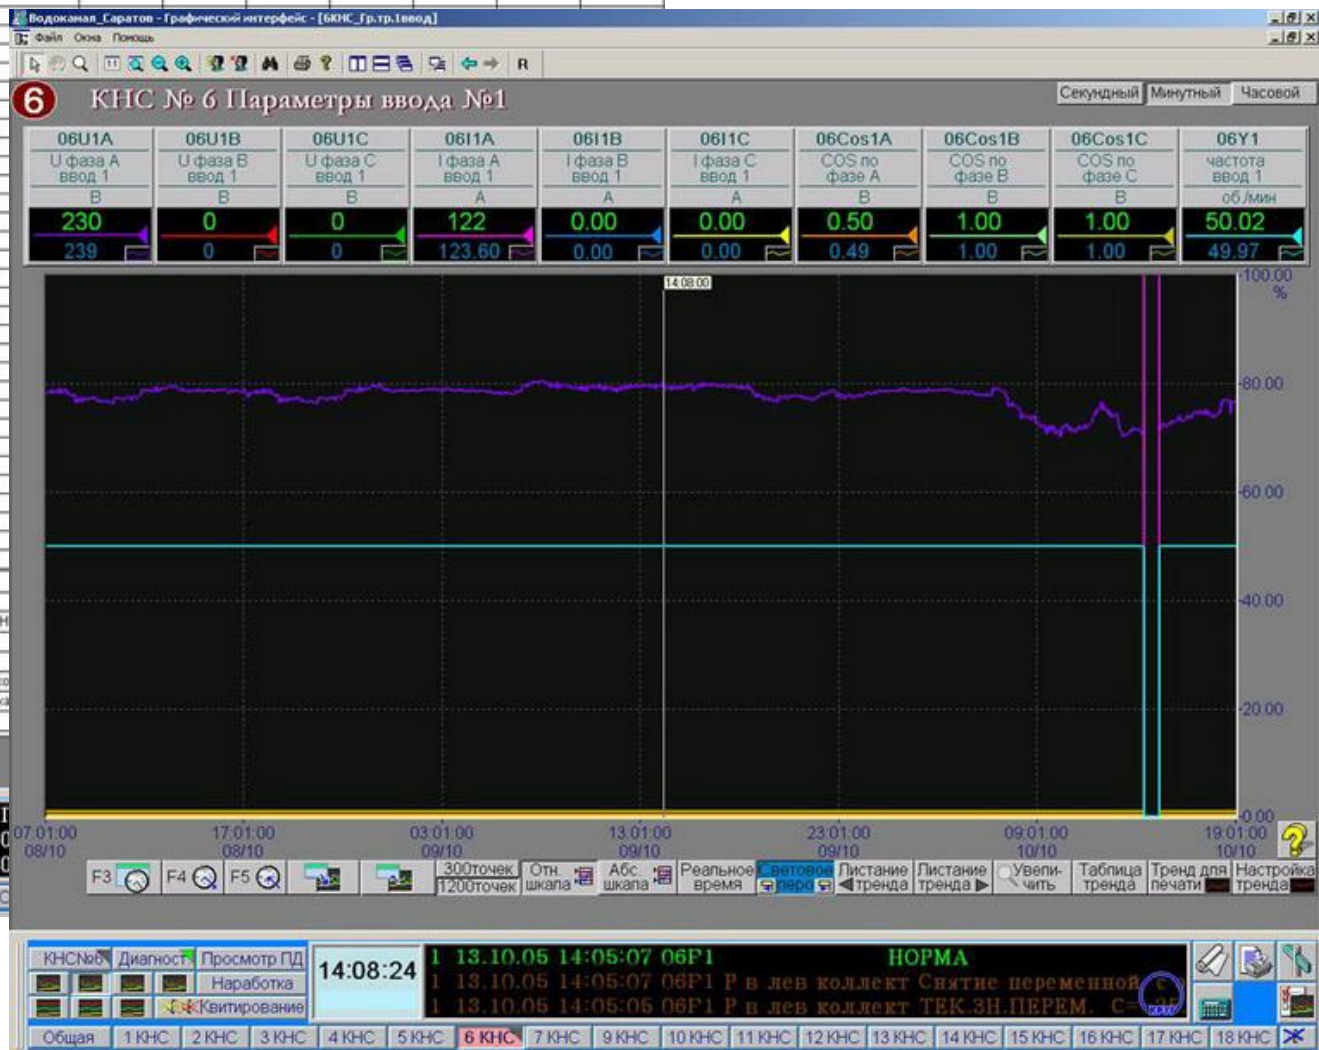 Водоканал_Саратов - Графический интерфейс - [6КНС_Гр.тр.1ввод]
Файл Окна Помощь
R
6 КНС № 6 Параметры ввода №1
Секундный Минутный Часовой
06U1A 06U1B 06U1C 06I1A 06I1B 06I1C 06Cos1A 06Cos1B 06Cos1C 06Y1
U фаза А U фаза В U фаза С I фаза А I фаза В I фаза С COS по COS по COS по частота
ввод 1 ввод 1 ввод 1 ввод 1 ввод 1 ввод 1 фазе А фазе В фазе С ввод 1
В В В А А А В В В об/мин
230 0 0 122 0.00 0.00 0.50 1.00 1.00 50.02
239 0 0 123.60 0.00 0.00 0.49 1.00 1.00 49.97
14:08:00
100.00
%
80.00
60.00
40.00
20.00
0.00
07:01:00 17:01:00 03:01:00 13:01:00 23:01:00 09:01:00 19:01:00
08/10 08/10 09/10 09/10 09/10 10/10 10/10
F3 F4 F5 300точек Отн. Абс. Реальное Световое Листание Листание Увели- Таблица Тренд для Настройка
1200точек шкала шкала время перо тренда тренда чить тренда печати тренда
КНС№6 Диагност. Просмотр ПД
Наработка
Квитирование
14:08:24
1 13.10.05 14:05:07 06P1 НОРМА
1 13.10.05 14:05:07 06P1 Р в лев коллект Снятие переменной с
1 13.10.05 14:05:05 06P1 Р в лев коллект ТЕК.ЗН.ПЕРЕМ. С=
КРУГ
Общая 1 КНС 2 КНС 3 КНС 4 КНС 5 КНС 6 КНС 7 КНС 9 КНС 10 КНС 11 КНС 12 КНС 13 КНС 14 КНС 15 КНС 16 КНС 17 КНС 18 КНС